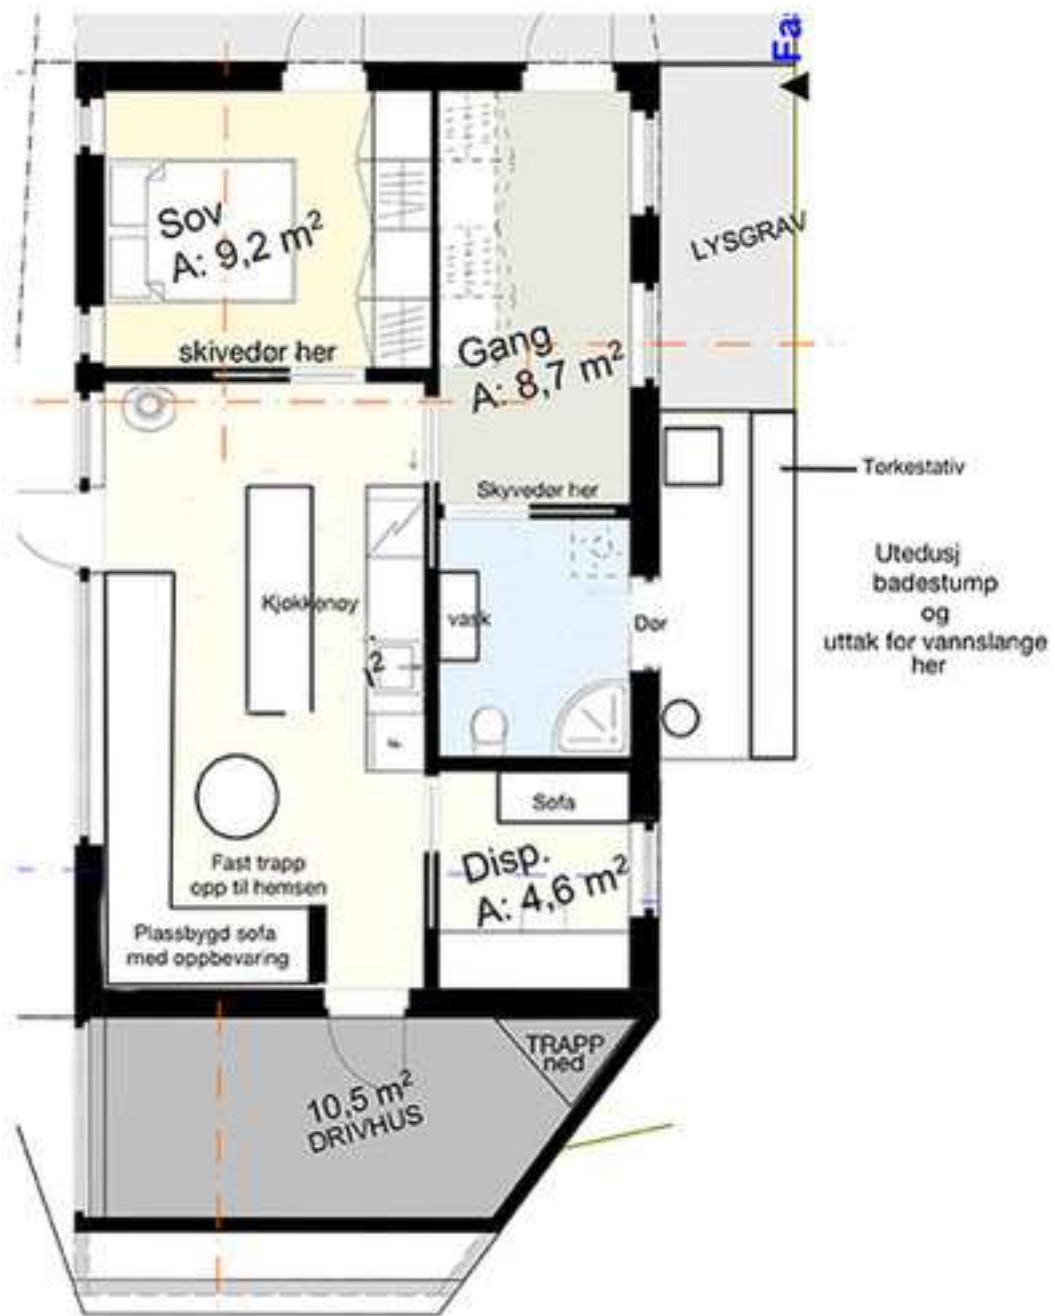 Fa
Sov
A: 9,2 m²
LYSGRAV
skivedør her
Gang
A: 8,7 m²
Tørkestativ
Skyvedør her
Utedusj
badestump
og
uttak for vannslange
her
Kjøkkenøy
vask
Dør
Sofa
Disp.
A: 4,6 m²
Fast trapp
opp til hemsen
Plassbygd sofa
med oppbevaring
TRAPP
ned
10,5 m²
DRIVHUS